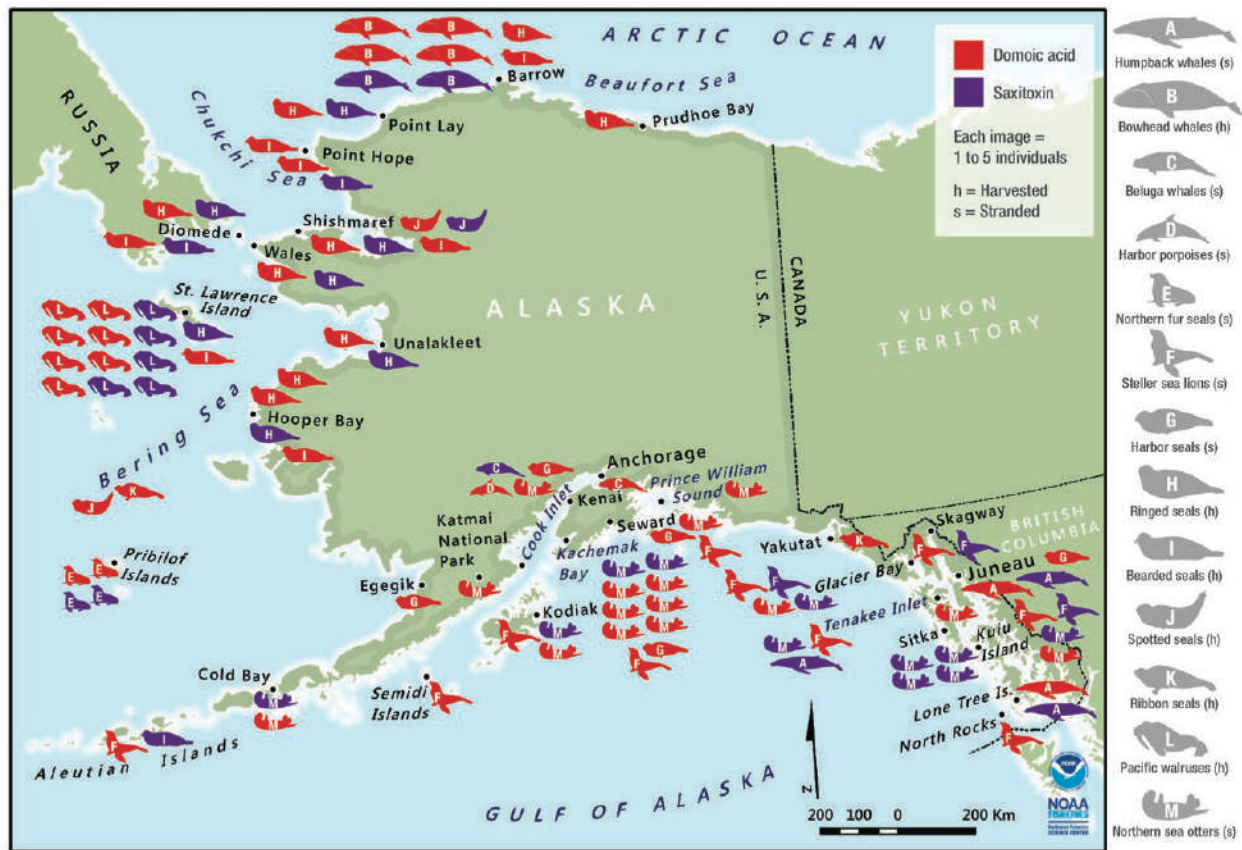 ARCTIC OCEAN
Beaufort Sea
Barrow
Prudhoe Bay
Chukchi Sea
RUSSIA
Point Lay
Point Hope
Shishmaref
Diomede
Wales
St. Lawrence
Island
Unalakleet
Hooper Bay
Bering Sea
ALASKA
U.S.A.
CANADA
YUKON
TERRITORY
Domoic acid
Saxitoxin
Each image =
1 to 5 individuals
h = Harvested
s = Stranded
Anchorage
Prince William
Sound
Kenai
Cook Inlet
Seward
Katmai
National
Park
Kachemak
Bay
Egegik
Kodiak
Pribilof
Islands
Cold Bay
Semidi
Islands
Aleutian Islands
Yakutat
Skagway
BRITISH
COLUMBIA
Glacier Bay
Juneau
Tenakee Inlet
Sitka
Kuiu
Island
Lone Tree Is.
North Rocks
GULF OF ALASKA
N
200 100 0 200 Km
NOAA
FISHERIES
A
Humpback whales (s)
B
Bowhead whales (h)
C
Beluga whales (s)
D
Harbor porpoises (s)
E
Northern fur seals (s)
F
Steller sea lions (s)
G
Harbor seals (s)
H
Ringed seals (h)
I
Bearded seals (h)
J
Spotted seals (h)
K
Ribbon seals (h)
L
Pacific walruses (h)
M
Northern sea otters (s)